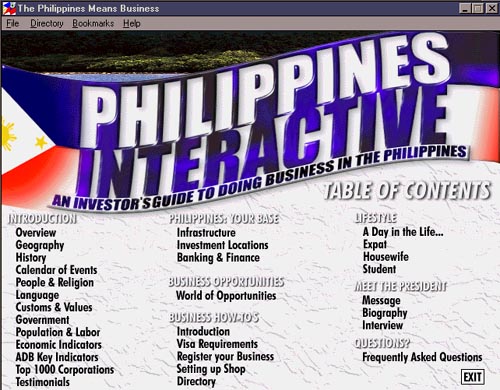 The Philippines Means Business
File Directory Bookmarks Help
PHILIPPINES
INTERACTIVE
AN INVESTOR'S GUIDE TO DOING BUSINESS IN THE PHILIPPINES
TABLE OF CONTENTS
INTRODUCTION
Overview
Geography
History
Calendar of Events
People & Religion
Language
Customs & Values
Government
Population & Labor
Economic Indicators
ADB Key Indicators
Top 1000 Corporations
Testimonials
PHILIPPINES: YOUR BASE
Infrastructure
Investment Locations
Banking & Finance
BUSINESS OPPORTUNITIES
World of Opportunities
BUSINESS HOW-TO'S
Introduction
Visa Requirements
Register your Business
Setting up Shop
Directory
LIFESTYLE
A Day in the Life...
Expat
Housewife
Student
MEET THE PRESIDENT
Message
Biography
Interview
QUESTIONS?
Frequently Asked Questions
EXIT